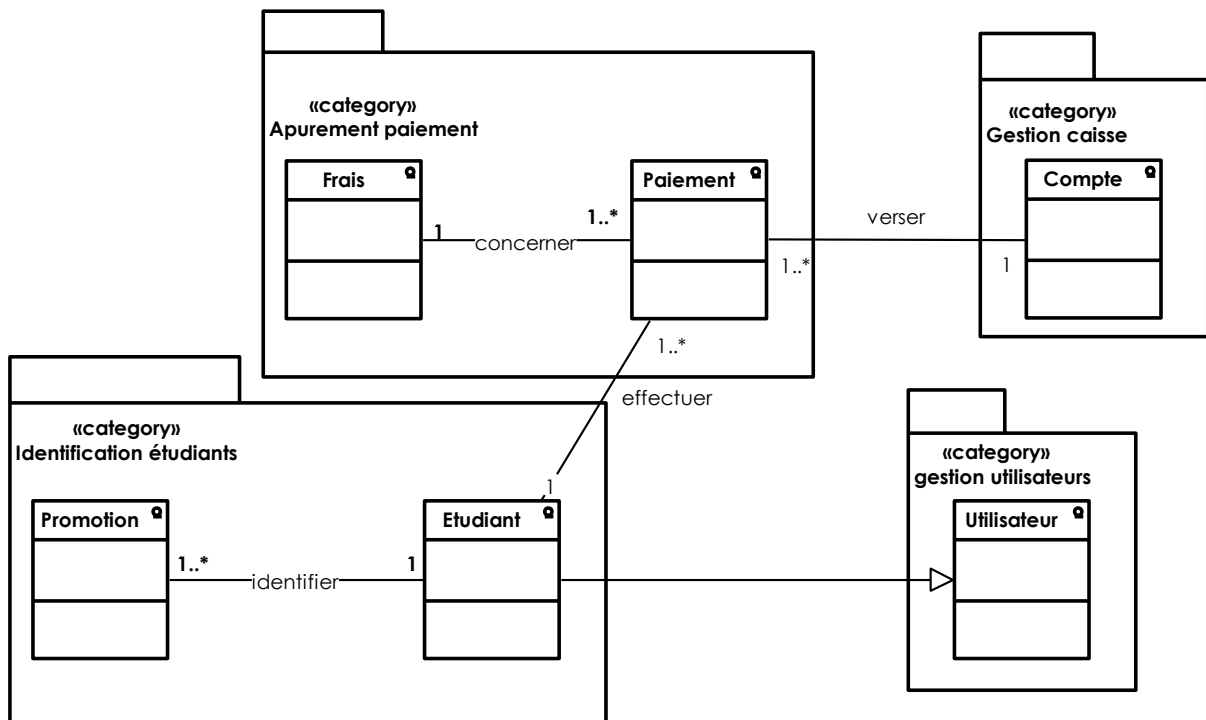 «category»
Apurement paiement
Frais
Paiement
1
concerner
1..*
1..*
verser
1
«category»
Gestion caisse
Compte
1..*
effectuer
1
«category»
Identification étudiants
Promotion
Etudiant
1..*
identifier
1
«category»
gestion utilisateurs
Utilisateur